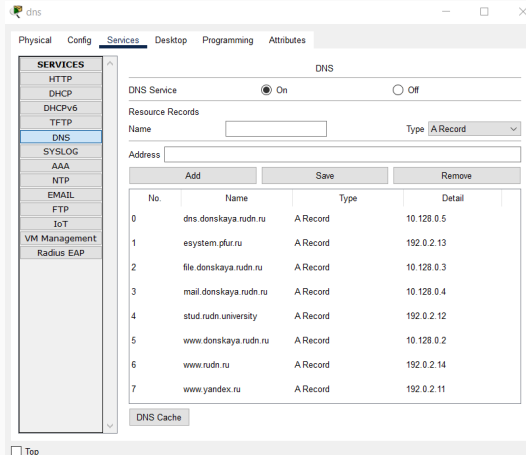 dns
Physical Config Services Desktop Programming Attributes
SERVICES
HTTP
DHCP
DHCPv6
TFTP
DNS
SYSLOG
AAA
NTP
EMAIL
FTP
IoT
VM Management
Radius EAP
DNS
DNS Service On Off
Resource Records
Name Type A Record
Address
Add Save Remove
No. Name Type Detail
0 dns.donskaya.rudn.ru A Record 10.128.0.5
1 esystem.pfur.ru A Record 192.0.2.13
2 file.donskaya.rudn.ru A Record 10.128.0.3
3 mail.donskaya.rudn.ru A Record 10.128.0.4
4 stud.rudn.university A Record 192.0.2.12
5 www.donskaya.rudn.ru A Record 10.128.0.2
6 www.rudn.ru A Record 192.0.2.14
7 www.yandex.ru A Record 192.0.2.11
DNS Cache
Top